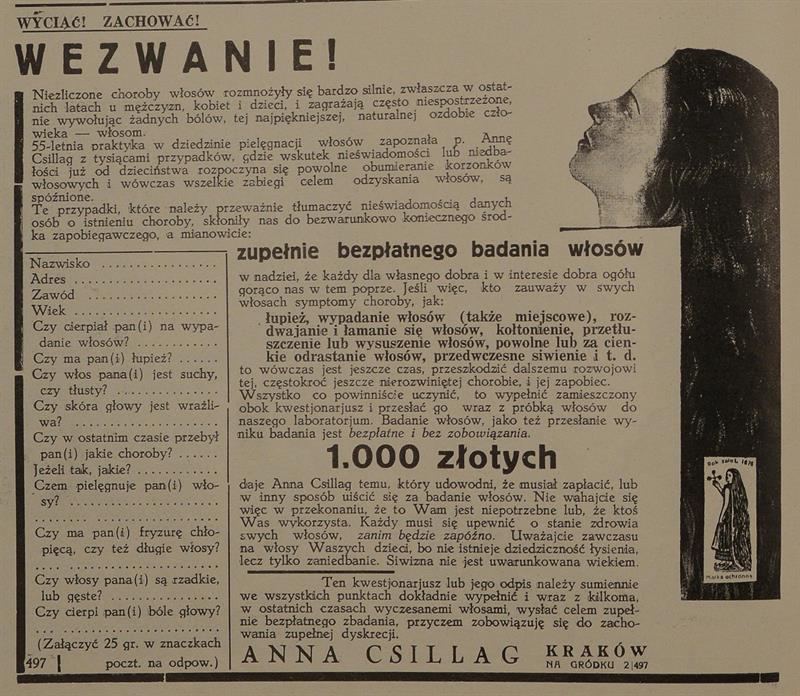 WYCIĄĆ! ZACHOWAĆ!
WEZWANIE!
Niezliczone choroby włosów rozmnożyły się bardzo silnie, zwłaszcza w ostat-
nich latach u mężczyzn, kobiet i dzieci, i zagrażają często niespostrzeżone,
nie wywołując żadnych bólów, tej najpiękniejszej, naturalnej ozdobie czło-
wieka — włosom.
55-letnia praktyka w dziedzinie pielęgnacji włosów zapoznała p. Annę
Csillag z tysiącami przypadków, gdzie wskutek nieświadomości lub niedba-
łości już od dzieciństwa rozpoczyna się powolne obumieranie korzonków
włosowych i wówczas wszelkie zabiegi celem odzyskania włosów, są
spóźnione.
Te przypadki, które należy przeważnie tłumaczyć nieświadomością danych
osób o istnieniu choroby, skłoniły nas do bezwarunkowo koniecznego środ-
ka zapobiegawczego, a mianowicie:
zupełnie bezpłatnego badania włosów
w nadziei, że każdy dla własnego dobra i w interesie dobra ogółu
gorąco nas w tem poprze. Jeśli więc, kto zauważy w swych
włosach symptomy choroby, jak:
łupież, wypadanie włosów (także miejscowe), roz-
dwajanie i łamanie się włosów, kołtonienie, przetłu-
szczenie lub wysuszenie włosów, powolne lub za cien-
kie odrastanie włosów, przedwczesne siwienie i t. d.
to wówczas jest jeszcze czas, przeszkodzić dalszemu rozwojowi
tej, częstokroć jeszcze nierozwiniętej chorobie, i jej zapobiec.
Wszystko co powinniście uczynić, to wypełnić zamieszczony
obok kwestjonarjusz i przesłać go wraz z próbką włosów do
naszego laboratorjum. Badanie włosów, jako też przesłanie wy-
niku badania jest bezpłatne i bez zobowiązania.
1.000 złotych
daje Anna Csillag temu, który udowodni, że musiał zapłacić, lub
w inny sposób uiścić się za badanie włosów. Nie wahajcie się
więc w przekonaniu, że to Wam jest niepotrzebne lub, że ktoś
Was wykorzysta. Każdy musi się upewnić o stanie zdrowia
swych włosów, zanim będzie zapóźno. Uważajcie zawczasu
na włosy Waszych dzieci, bo nie istnieje dziedziczność łysienia,
lecz tylko zaniedbanie. Siwizna nie jest uwarunkowana wiekiem.
Ten kwestjonarjusz lub jego odpis należy sumiennie
we wszystkich punktach dokładnie wypełnić i wraz z kilkoma,
w ostatnich czasach wyczesanemi włosami, wysłać celem zupeł-
nie bezpłatnego zbadania, przyczem zobowiązuję się do zacho-
wania zupełnej dyskrecji.
ANNA CSILLAG KRAKÓW
NA GRÓDKU 2|497
Nazwisko ................
Adres ..................
Zawód ................
Wiek ..................
Czy cierpiał pan(i) na wypa-
danie włosów? ............
Czy ma pan(i) łupież? ......
Czy włos pana(i) jest suchy,
czy tłusty? ...............
Czy skóra głowy jest wrażli-
wa? ..................
Czy w ostatnim czasie przebył
pan(i) jakie choroby? ......
Jeżeli tak, jakie? ............
Czem pielęgnuje pan(i) wło-
sy? ....................
........................
Czy ma pan(i) fryzurę chło-
pięcą, czy też długie włosy?
........................
Czy włosy pana(i) są rzadkie,
lub gęste? ................
Czy cierpi pan(i) bóle głowy?
........................
(Załączyć 25 gr. w znaczkach
497 poczt. na odpow.)
Marka ochronna